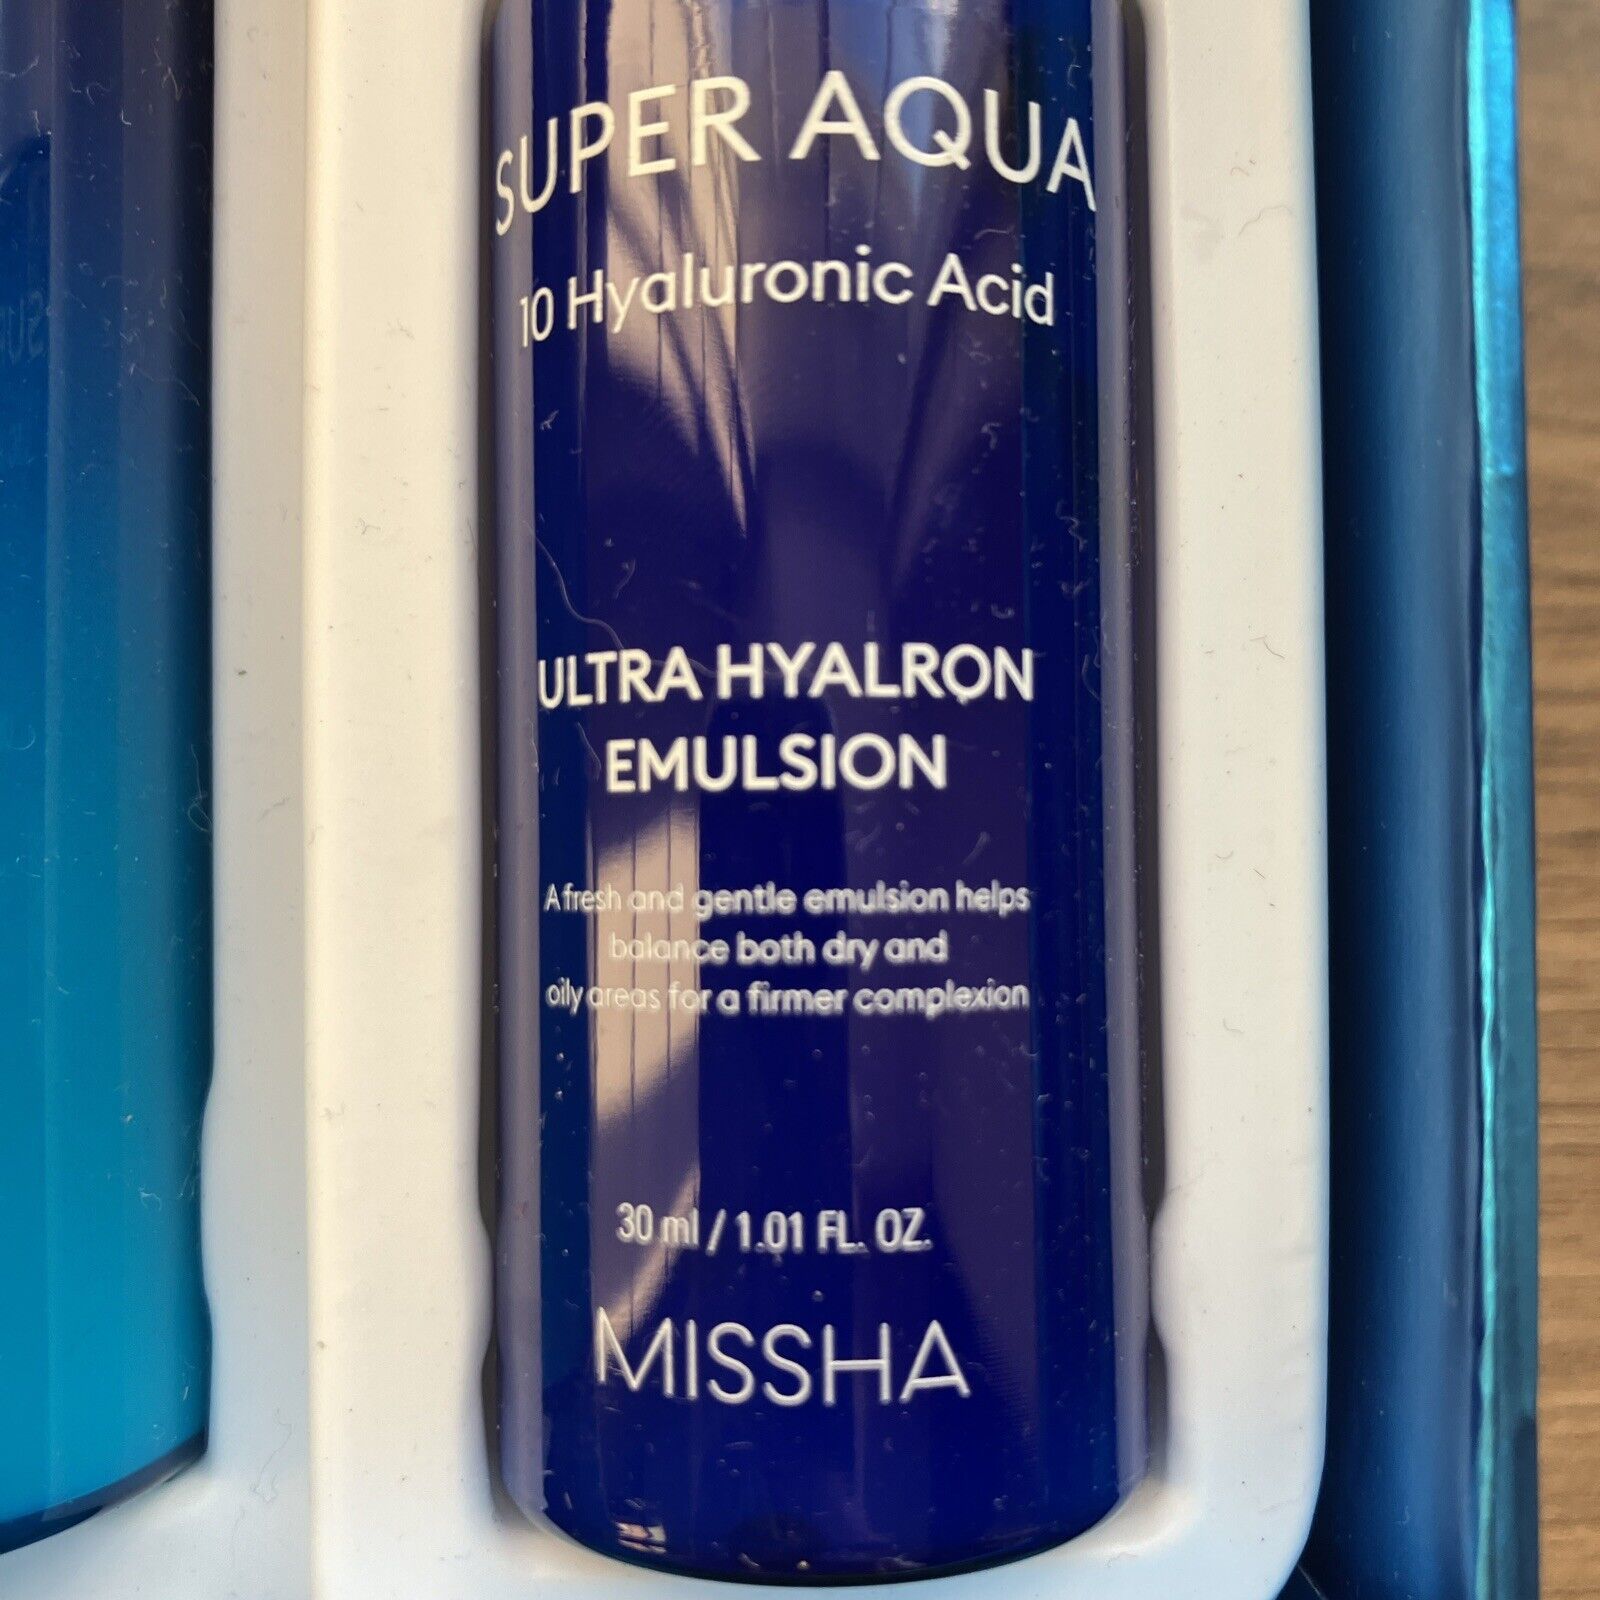 SUPER AQUA
10 Hyaluronic Acid
ULTRA HYALRON
EMULSION
A fresh and gentle emulsion helps
balance both dry and
oily areas for a firmer complexion
30 ml / 1.01 FL. OZ.
MISSHA